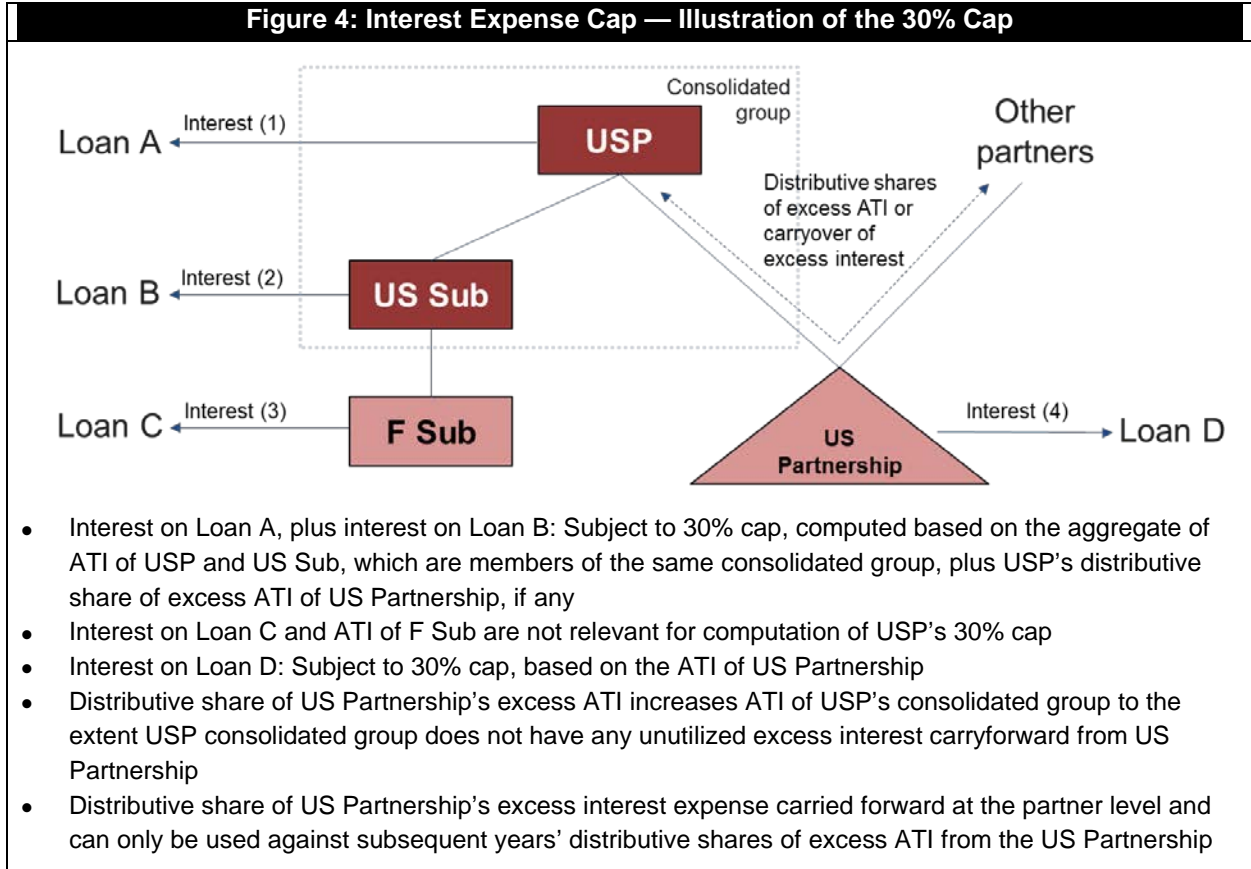 Figure 4: Interest Expense Cap — Illustration of the 30% Cap
Consolidated
group
Loan A
Interest (1)
USP
Other
partners
Distributive shares
of excess ATI or
carryover of
excess interest
Loan B
Interest (2)
US Sub
Loan C
Interest (3)
F Sub
US
Partnership
Interest (4)
Loan D
• Interest on Loan A, plus interest on Loan B: Subject to 30% cap, computed based on the aggregate of
ATI of USP and US Sub, which are members of the same consolidated group, plus USP's distributive
share of excess ATI of US Partnership, if any
• Interest on Loan C and ATI of F Sub are not relevant for computation of USP's 30% cap
• Interest on Loan D: Subject to 30% cap, based on the ATI of US Partnership
• Distributive share of US Partnership's excess ATI increases ATI of USP's consolidated group to the
extent USP consolidated group does not have any unutilized excess interest carryforward from US
Partnership
• Distributive share of US Partnership's excess interest expense carried forward at the partner level and
can only be used against subsequent years' distributive shares of excess ATI from the US Partnership